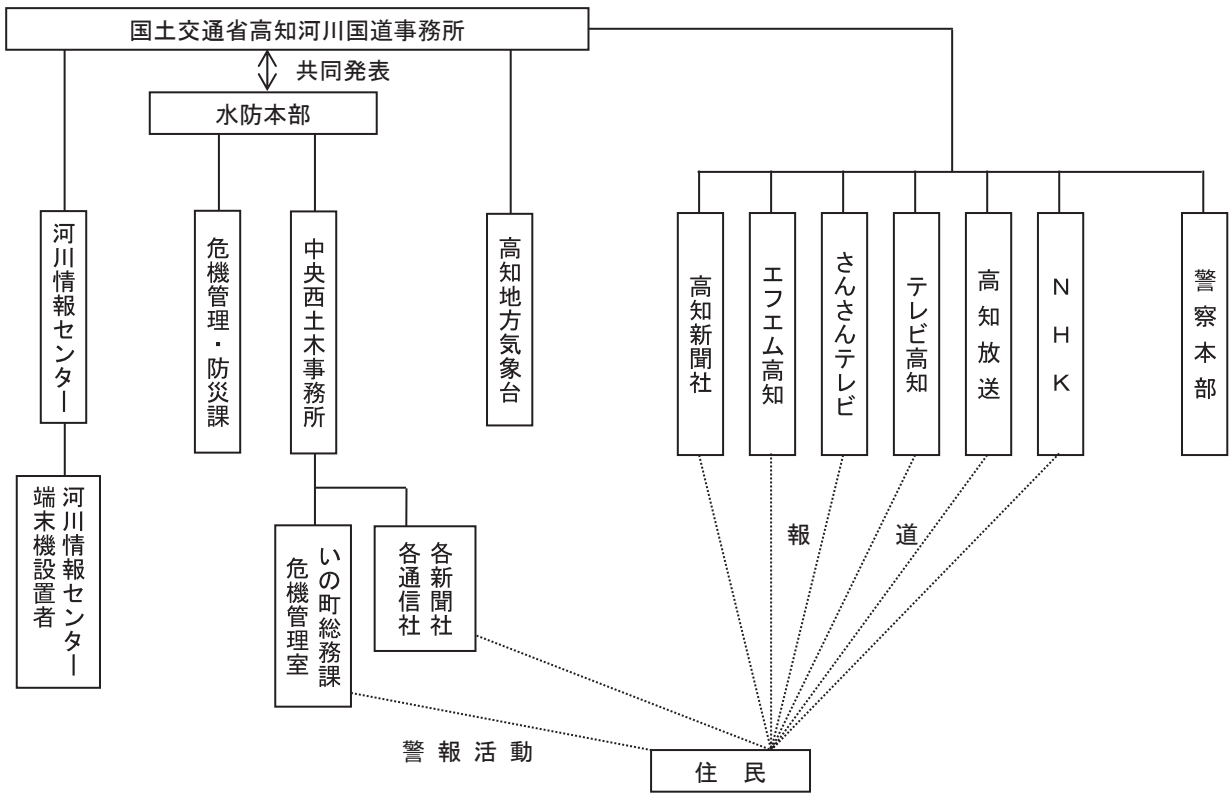 国土交通省高知河川国道事務所
共同発表
水防本部
河川情報センター
危機管理・防災課
中央西土木事務所
高知地方気象台
高知新聞社
エフエム高知
さんさんテレビ
テレビ高知
高知放送
NHK
警察本部
河川情報センター
端末機設置者
いの町総務課
危機管理室
各新聞社
各通信社
報道
警報活動
住民